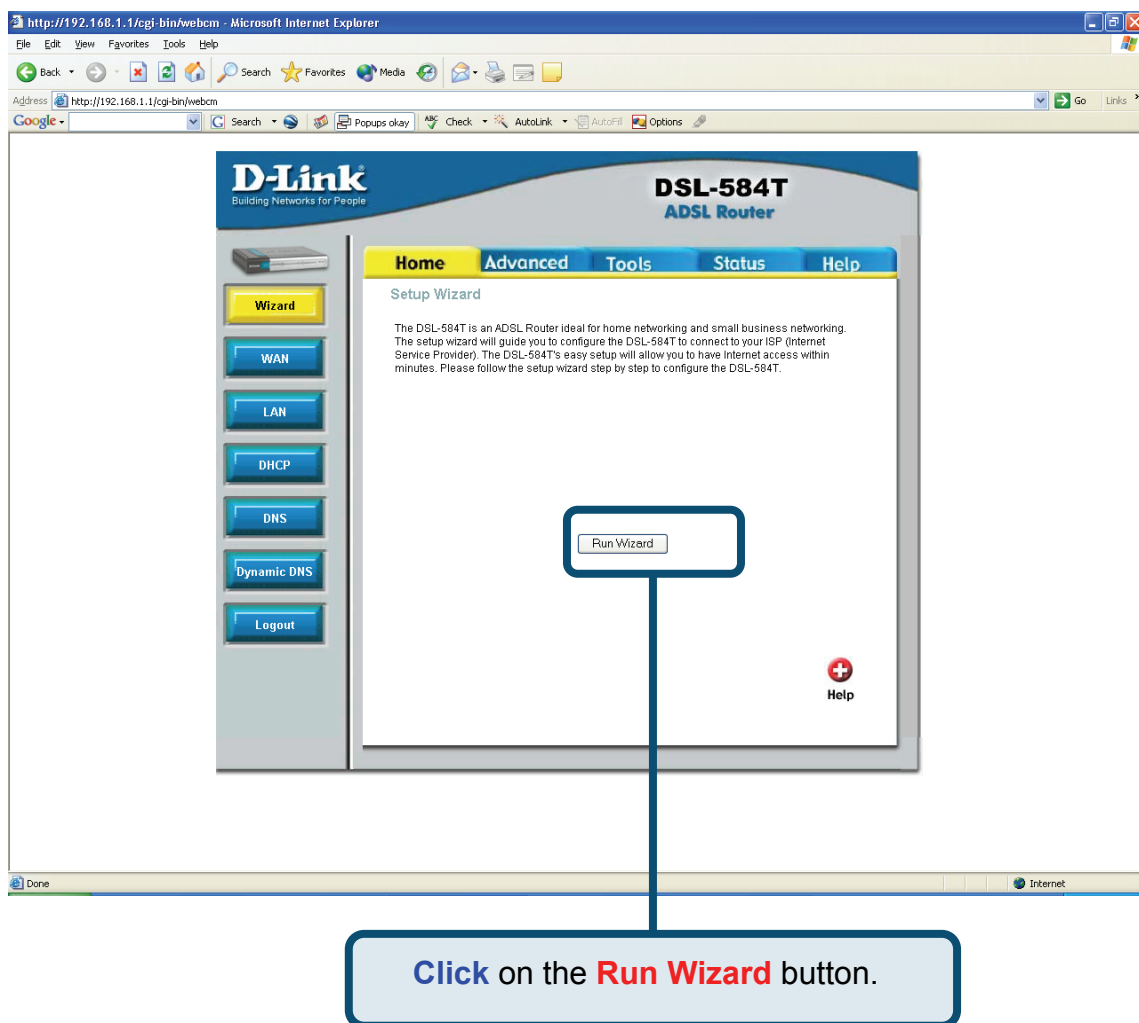 http://192.168.1.1/cgi-bin/webcm - Microsoft Internet Explorer
File Edit View Favorites Tools Help
Back Search Favorites Media
Address http://192.168.1.1/cgi-bin/webcm Go Links
Google Search Popups okay ABC Check AutoLink AutoFill Options
D-Link
Building Networks for People
DSL-584T
ADSL Router
Home Advanced Tools Status Help
Wizard
WAN
LAN
DHCP
DNS
Dynamic DNS
Logout
Setup Wizard
The DSL-584T is an ADSL Router ideal for home networking and small business networking.
The setup wizard will guide you to configure the DSL-584T to connect to your ISP (Internet
Service Provider). The DSL-584T's easy setup will allow you to have Internet access within
minutes. Please follow the setup wizard step by step to configure the DSL-584T.
Run Wizard
Help
Done Internet
Click on the Run Wizard button.